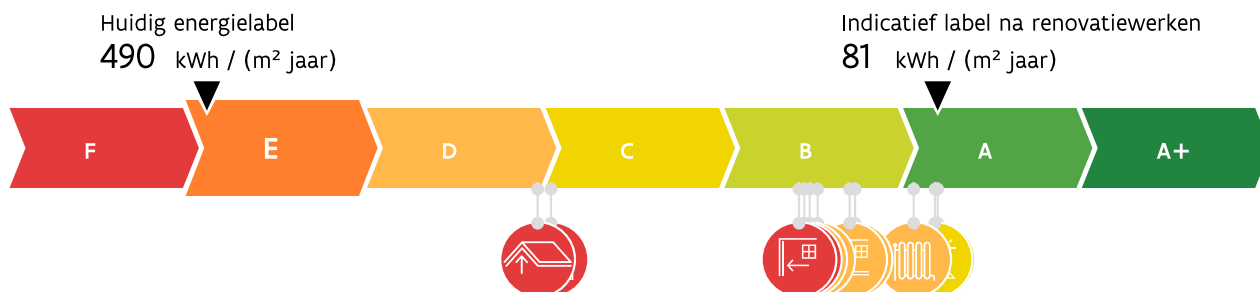 Huidig energielabel
490 kWh / (m² jaar)
Indicatief label na renovatiewerken
81 kWh / (m² jaar)
F E D C B A A+